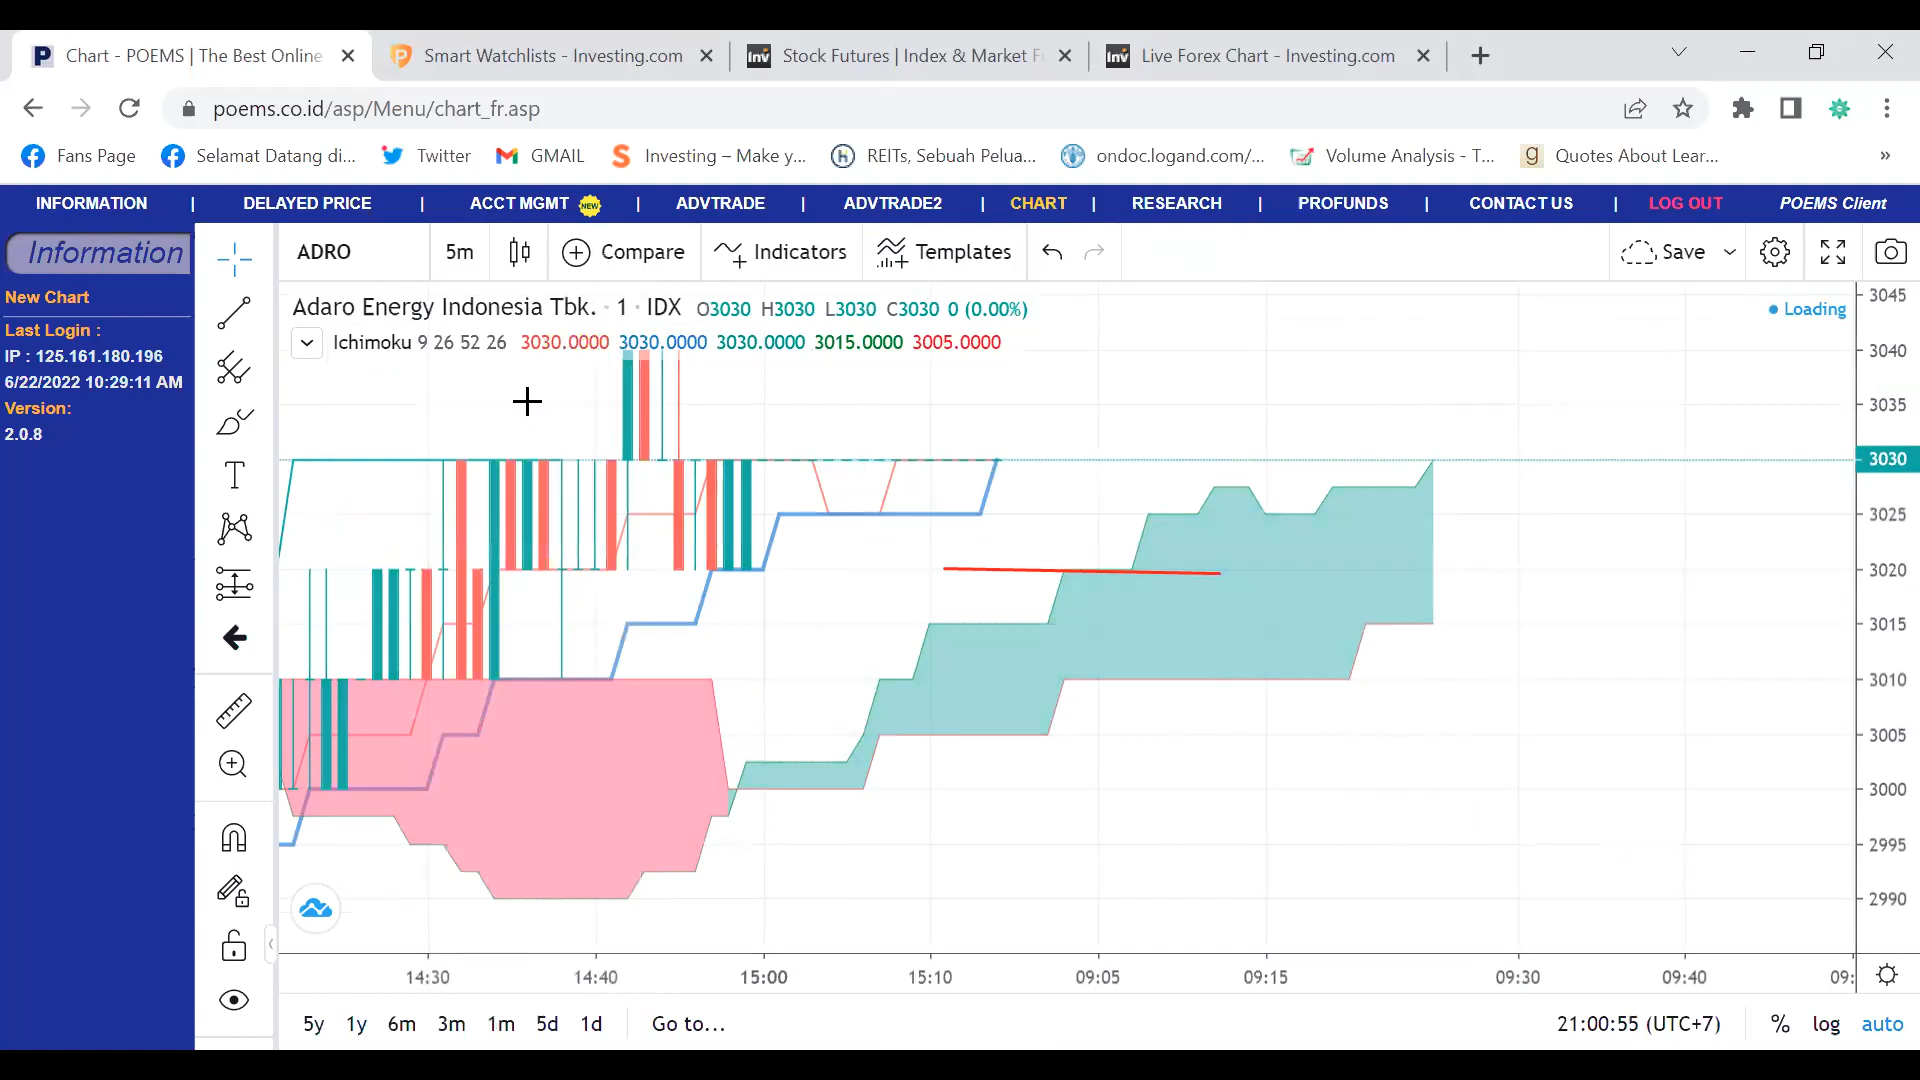 Chart - POEMS | The Best Online
Smart Watchlists - Investing.com
Stock Futures | Index & Market Fu
Live Forex Chart - Investing.com
poems.co.id/asp/Menu/chart_fr.asp
Fans Page
Selamat Datang di...
Twitter
GMAIL
Investing – Make y...
REITs, Sebuah Pelua...
ondoc.logand.com/...
Volume Analysis - T...
Quotes About Lear...
»
INFORMATION | DELAYED PRICE | ACCT MGMT NEW | ADVTRADE | ADVTRADE2 | CHART | RESEARCH | PROFUNDS | CONTACT US | LOG OUT POEMS Client
Information
New Chart
Last Login :
IP : 125.161.180.196
6/22/2022 10:29:11 AM
Version:
2.0.8
ADRO
5m
Compare
Indicators
Templates
Save
Adaro Energy Indonesia Tbk. · 1 · IDX O3030 H3030 L3030 C3030 0 (0.00%)
Loading
Ichimoku 9 26 52 26 3030.0000 3030.0000 3030.0000 3015.0000 3005.0000
3045
3040
3035
3030
3025
3020
3015
3010
3005
3000
2995
2990
14:30
14:40
15:00
15:10
09:05
09:15
09:30
09:40
09:
5y 1y 6m 3m 1m 5d 1d Go to...
21:00:55 (UTC+7)
% log auto